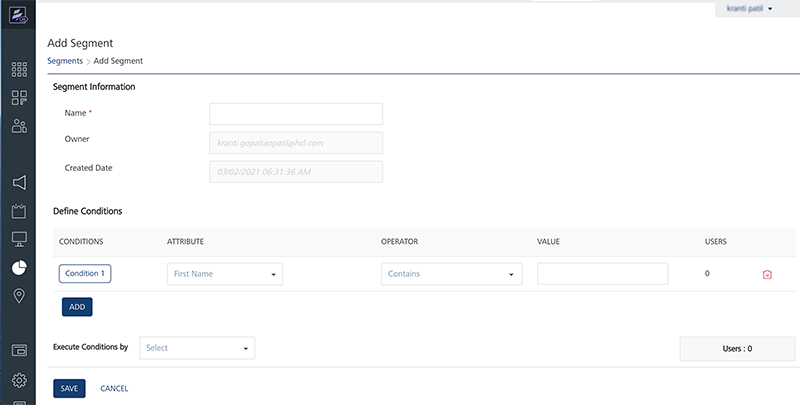 kranti patil
Add Segment
Segments > Add Segment
Segment Information
Name *
Owner
kranti.gopalraopatil@hcl.com
Created Date
03/02/2021 06:31:36 AM
Define Conditions
CONDITIONS ATTRIBUTE OPERATOR VALUE USERS
Condition 1 First Name Contains 0
ADD
Execute Conditions by Select Users : 0
SAVE CANCEL